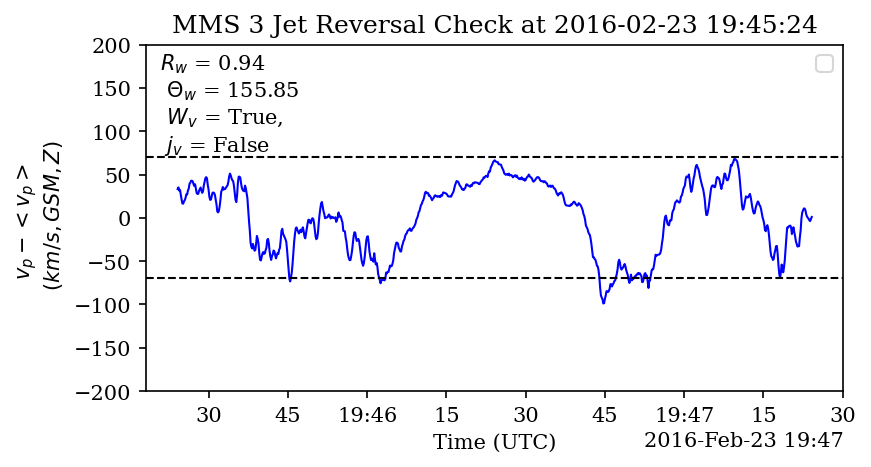 MMS 3 Jet Reversal Check at 2016-02-23 19:45:24
200
150
100
50
0
−50
−100
−150
−200
v_p − <v_p>
(km/s, GSM, Z)
R_w = 0.94
Θ_w = 155.85
W_v = True,
j_v = False
30 45 19:46 15 30 45 19:47 15 30
Time (UTC)
2016-Feb-23 19:47